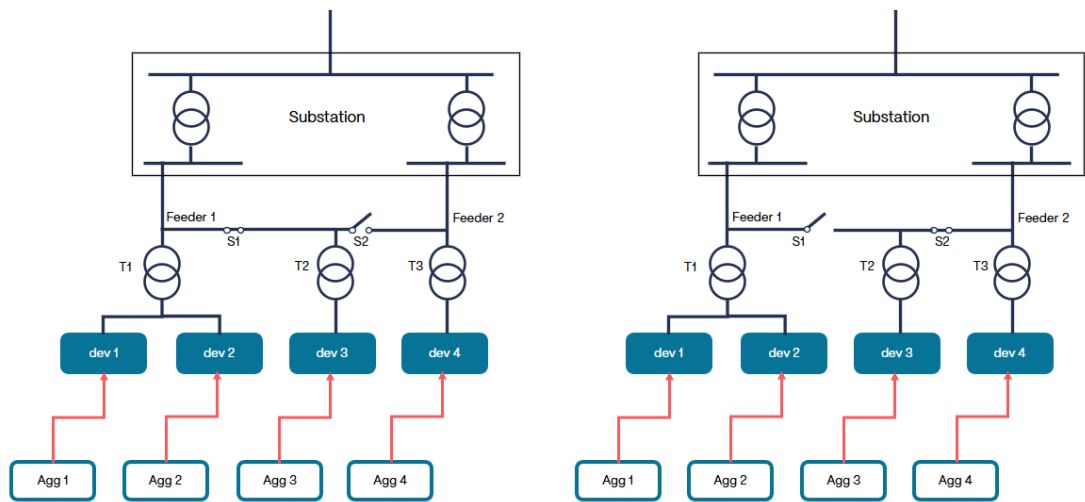 Substation
Feeder 1
S1
S2
Feeder 2
T1
T2
T3
dev 1
dev 2
dev 3
dev 4
Agg 1
Agg 2
Agg 3
Agg 4
Substation
Feeder 1
S1
S2
Feeder 2
T1
T2
T3
dev 1
dev 2
dev 3
dev 4
Agg 1
Agg 2
Agg 3
Agg 4